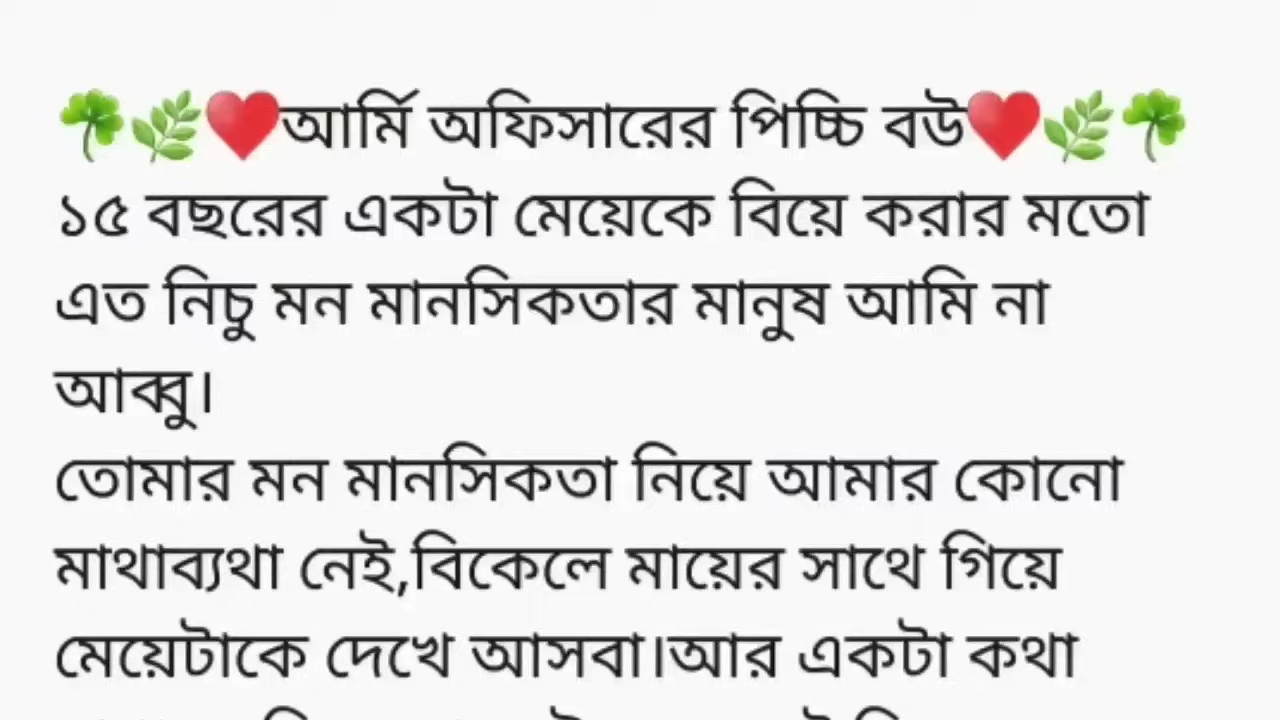 ☘️🌿♥️আর্মি অফিসারের পিচ্চি বউ♥️🌿☘️
১৫ বছরের একটা মেয়েকে বিয়ে করার মতো
এত নিচু মন মানসিকতার মানুষ আমি না
আব্বু।
তোমার মন মানসিকতা নিয়ে আমার কোনো
মাথাব্যথা নেই,বিকেলে মায়ের সাথে গিয়ে
মেয়েটাকে দেখে আসবা।আর একটা কথা